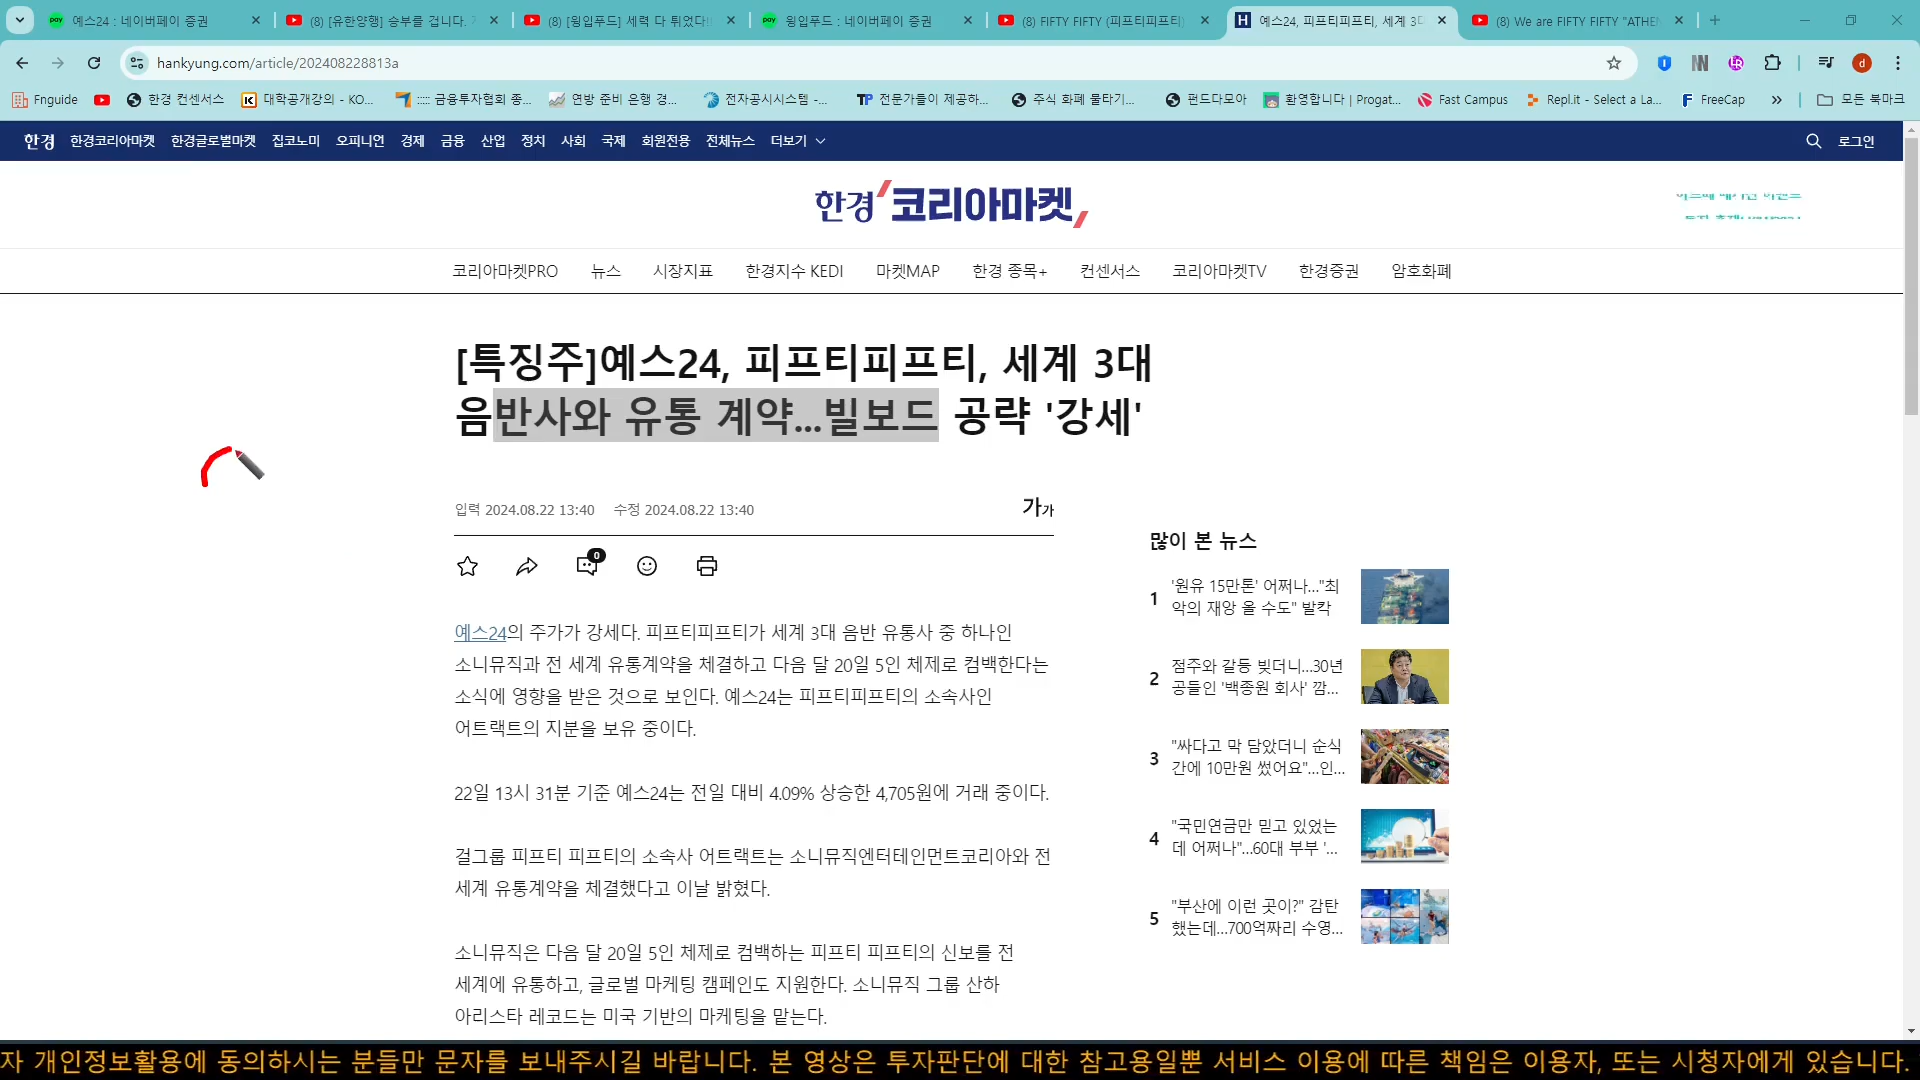 예스24 : 네이버페이 증권
(8) [유한양행] 승부를 겁니다.
(8) [윙입푸드] 세력 다 튀었다
윙입푸드 : 네이버페이 증권
(8) FIFTY FIFTY (피프티피프티)
예스24, 피프티피프티, 세계 3대
(8) We are FIFTY FIFTY "ATHEN
hankyung.com/article/202408228813a
Fnguide
한경 컨센서스
대학공개강의 - KO...
::::: 금융투자협회 종...
연방 준비 은행 경...
전자공시시스템 -...
전문가들이 제공하...
주식 화폐 물타기...
펀드다모아
환영합니다 | Progat...
Fast Campus
Repl.it - Select a La...
FreeCap
모든 북마크
한경 한경코리아마켓 한경글로벌마켓 집코노미 오피니언 경제 금융 산업 정치 사회 국제 회원전용 전체뉴스 더보기
로그인
한경 코리아마켓
코리아마켓PRO 뉴스 시장지표 한경지수 KEDI 마켓MAP 한경 종목+ 컨센서스 코리아마켓TV 한경증권 암호화폐
[특징주]예스24, 피프티피프티, 세계 3대
음반사와 유통 계약...빌보드 공략 '강세'
입력 2024.08.22 13:40 수정 2024.08.22 13:40
가가
0
예스24의 주가가 강세다. 피프티피프티가 세계 3대 음반 유통사 중 하나인
소니뮤직과 전 세계 유통계약을 체결하고 다음 달 20일 5인 체제로 컴백한다는
소식에 영향을 받은 것으로 보인다. 예스24는 피프티피프티의 소속사인
어트랙트의 지분을 보유 중이다.
22일 13시 31분 기준 예스24는 전일 대비 4.09% 상승한 4,705원에 거래 중이다.
걸그룹 피프티 피프티의 소속사 어트랙트는 소니뮤직엔터테인먼트코리아와 전
세계 유통계약을 체결했다고 이날 밝혔다.
소니뮤직은 다음 달 20일 5인 체제로 컴백하는 피프티 피프티의 신보를 전
세계에 유통하고, 글로벌 마케팅 캠페인도 지원한다. 소니뮤직 그룹 산하
아리스타 레코드는 미국 기반의 마케팅을 맡는다.
많이 본 뉴스
1 '원유 15만톤' 어쩌나..."최
악의 재앙 올 수도" 발칵
2 점주와 갈등 빚더니...30년
공들인 '백종원 회사' 깜...
3 "싸다고 막 담았더니 순식
간에 10만원 썼어요"...인...
4 "국민연금만 믿고 있었는
데 어쩌나"...60대 부부 '...
5 "부산에 이런 곳이?" 감탄
했는데...700억짜리 수영...
자 개인정보활용에 동의하시는 분들만 문자를 보내주시길 바랍니다. 본 영상은 투자판단에 대한 참고용일뿐 서비스 이용에 따른 책임은 이용자, 또는 시청자에게 있습니다.